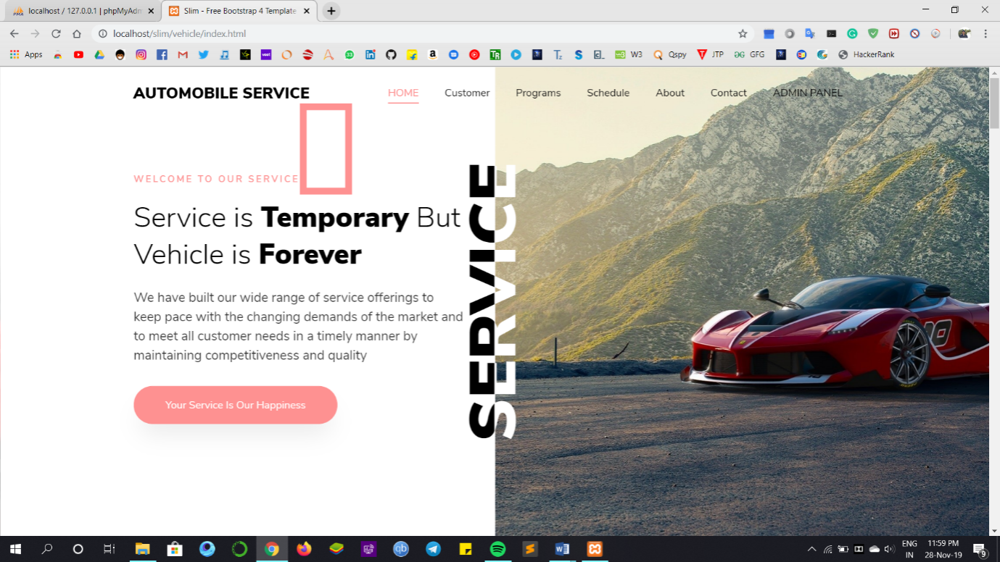 localhost / 127.0.0.1 | phpMyAdm
Slim - Free Bootstrap 4 Template
localhost/slim/vehicle/index.html
Apps
W3
Qspy
JTP
GFG
HackerRank
AUTOMOBILE SERVICE
HOME
Customer
Programs
Schedule
About
Contact
ADMIN PANEL
WELCOME TO OUR SERVICE
Service is Temporary But
Vehicle is Forever
We have built our wide range of service offerings to
keep pace with the changing demands of the market and
to meet all customer needs in a timely manner by
maintaining competitiveness and quality
Your Service Is Our Happiness
SERVICE
ENG
IN
11:59 PM
28-Nov-19
9